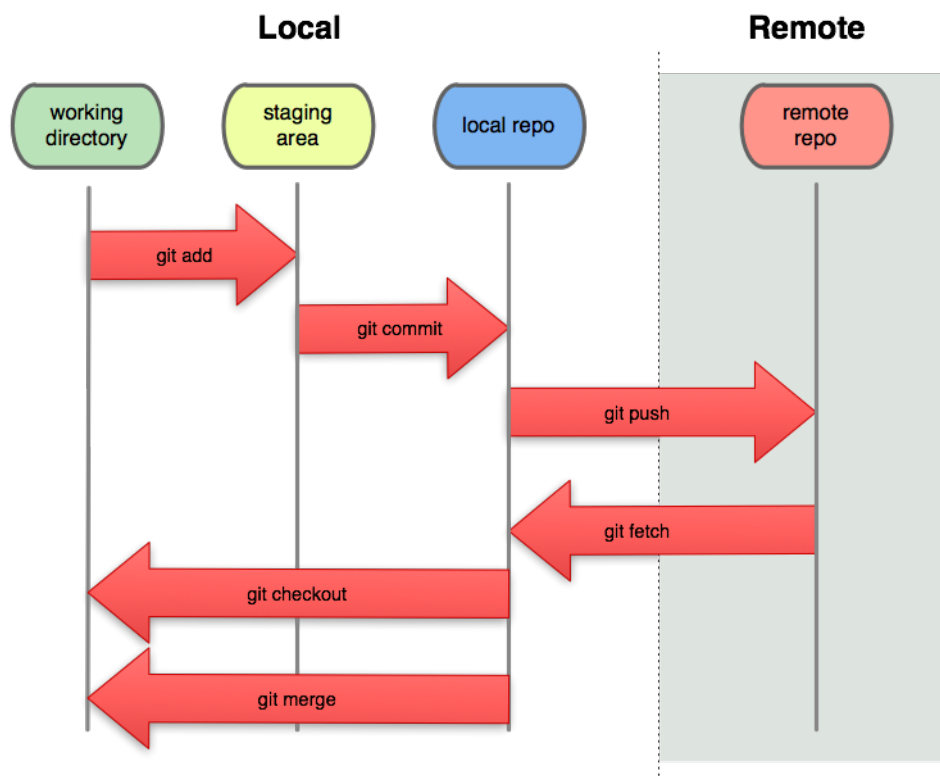 Local
Remote
working
directory
staging
area
local repo
remote
repo
git add
git commit
git push
git fetch
git checkout
git merge